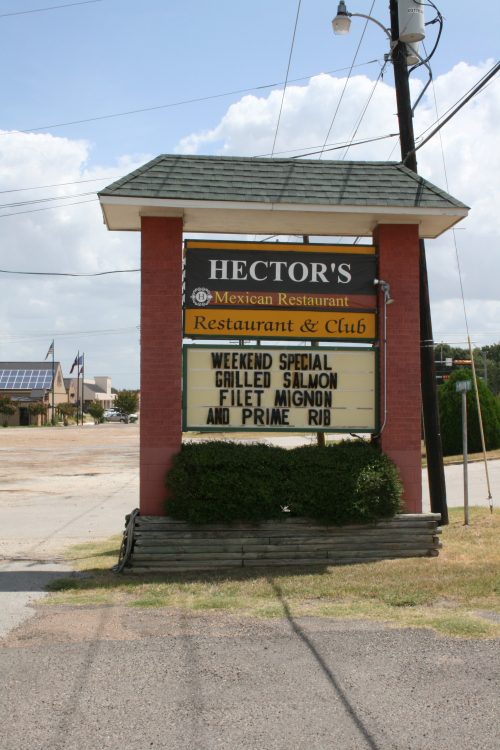 HECTOR'S
H Mexican Restaurant
Restaurant & Club
WEEKEND SPECIAL
GRILLED SALMON
FILET MIGNON
AND PRIME RIB